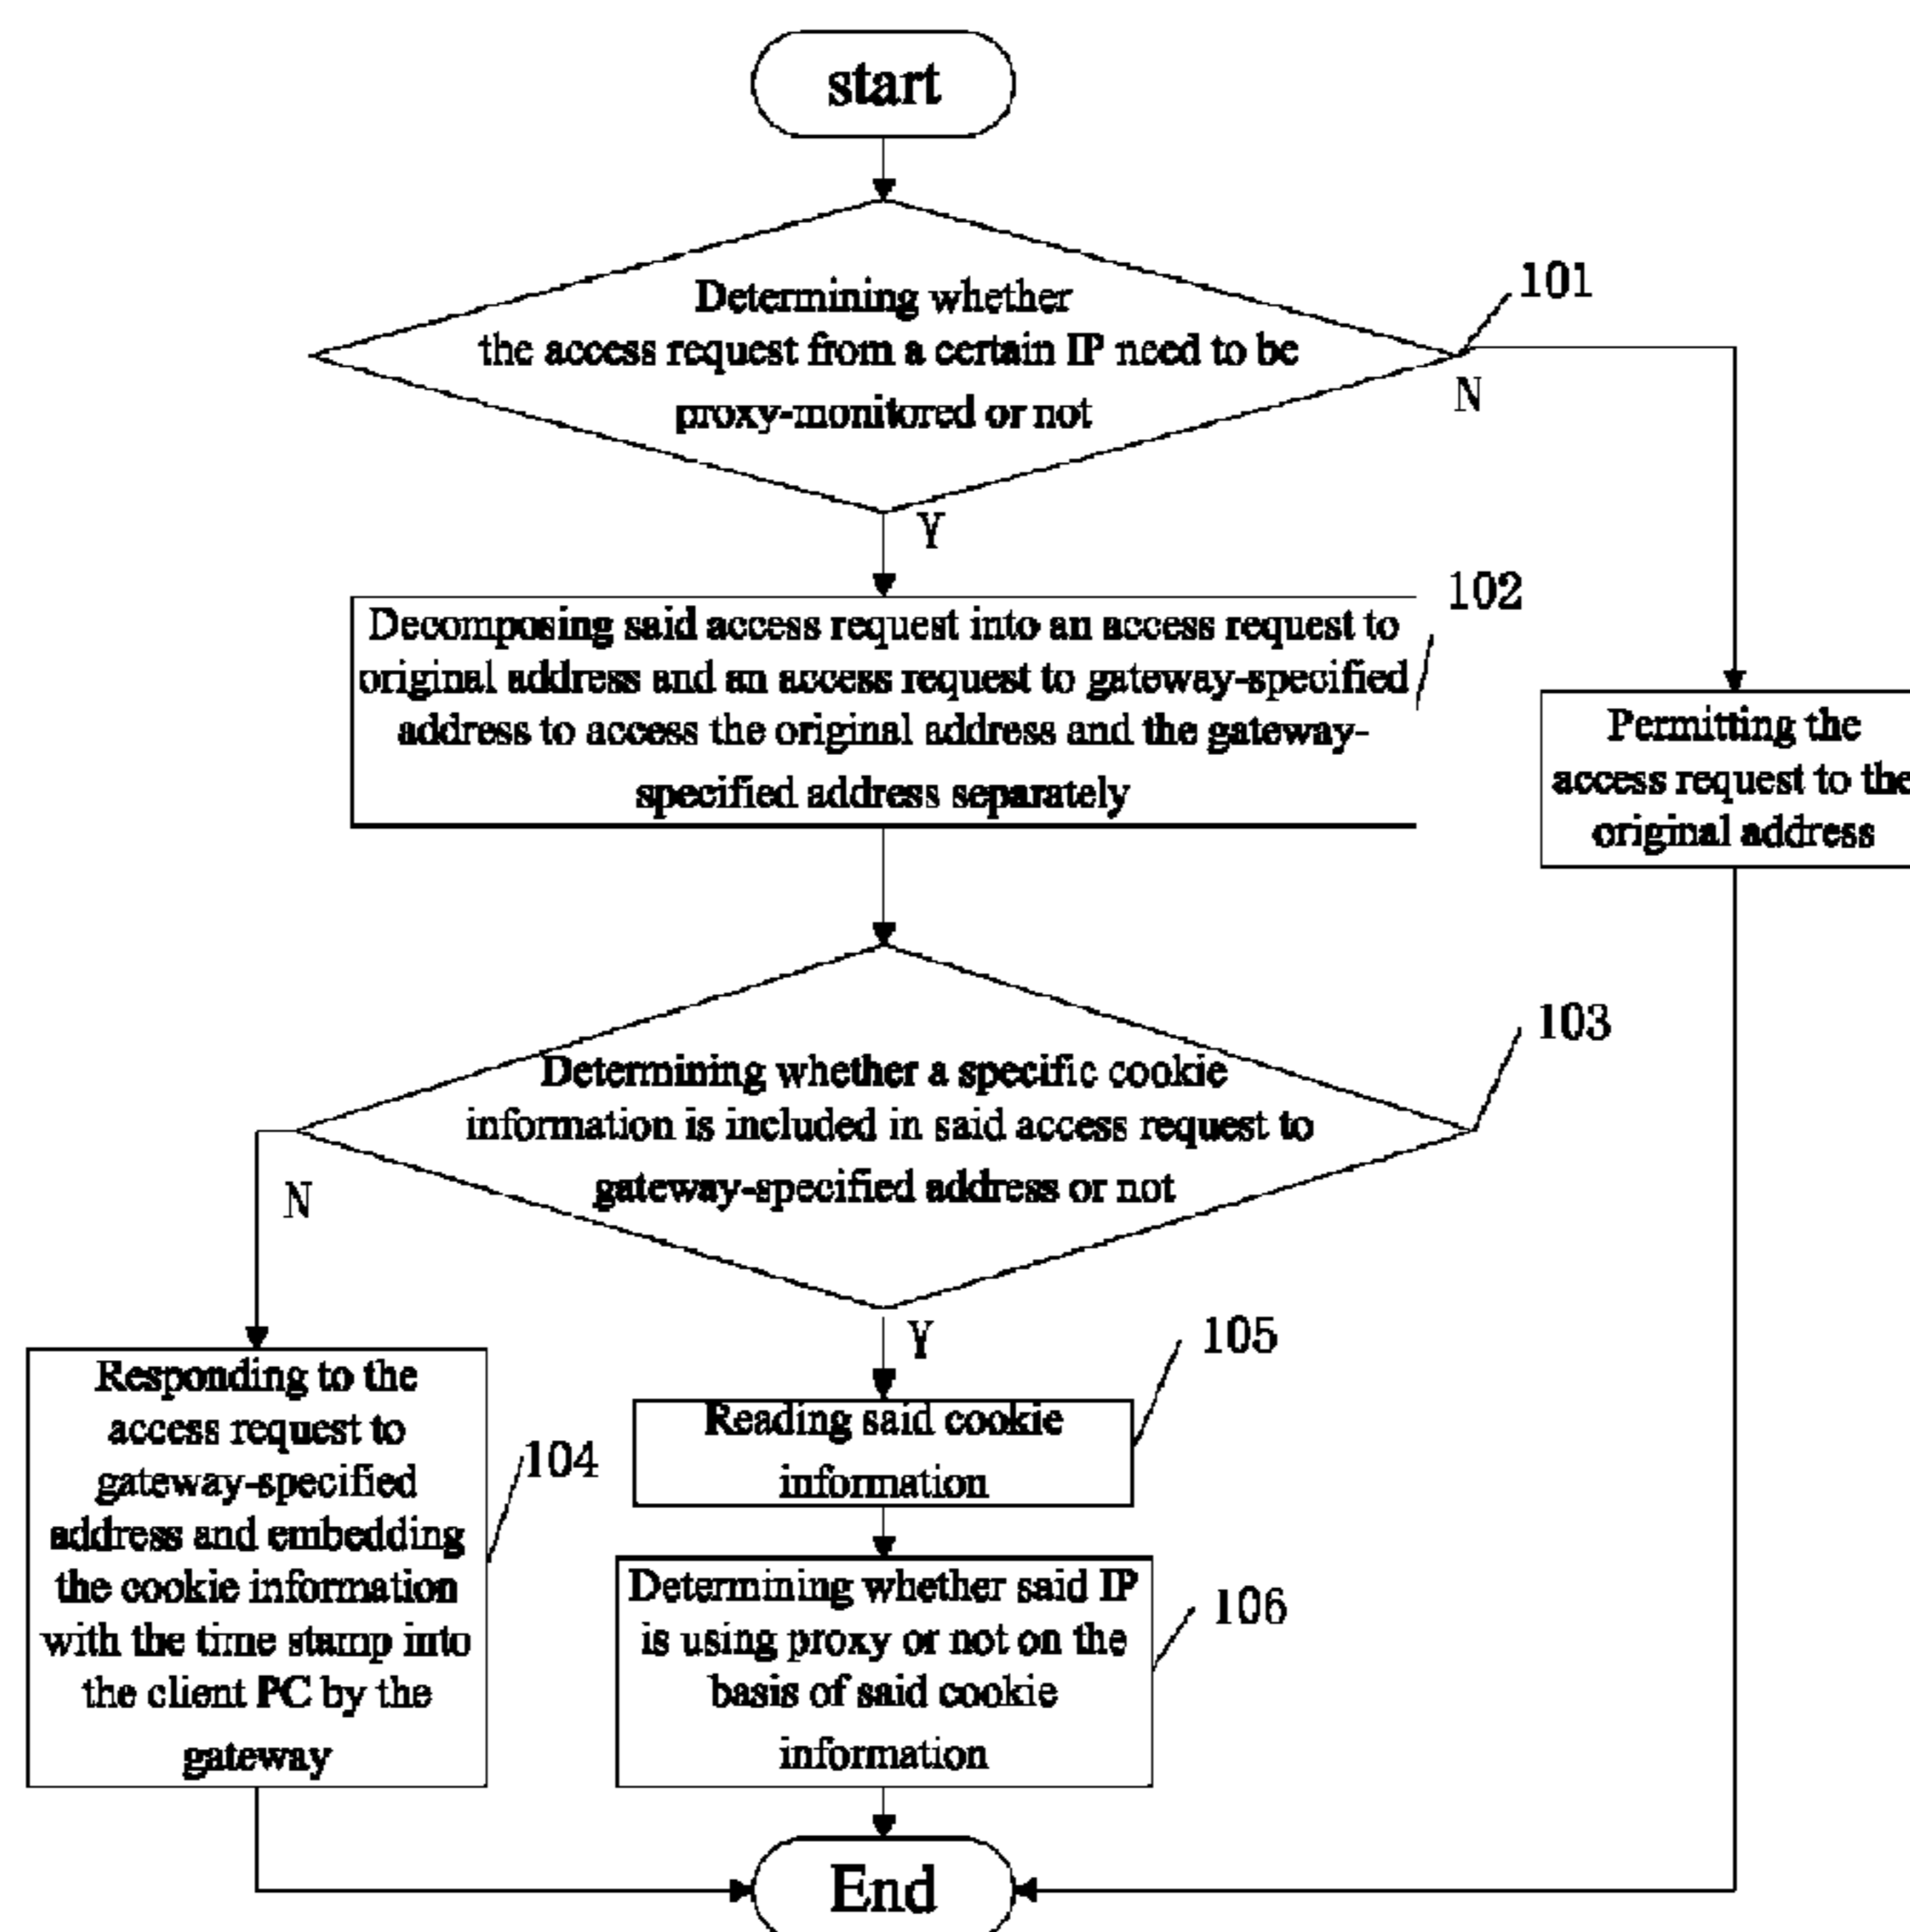 start
Determining whether
the access request from a certain IP need to be
proxy-monitored or not
101
N
Y
102
Decomposing said access request into an access request to
original address and an access request to gateway-specified
address to access the original address and the gateway-
specified address separately
Permitting the
access request to the
original address
103
Determining whether a specific cookie
information is included in said access request to
gateway-specified address or not
N
Y
105
Responding to the
access request to
gateway-specified
address and embedding
the cookie information
with the time stamp into
the client PC by the
gateway
104
Reading said cookie
information
Determining whether said IP
is using proxy or not on the
basis of said cookie
information
106
End